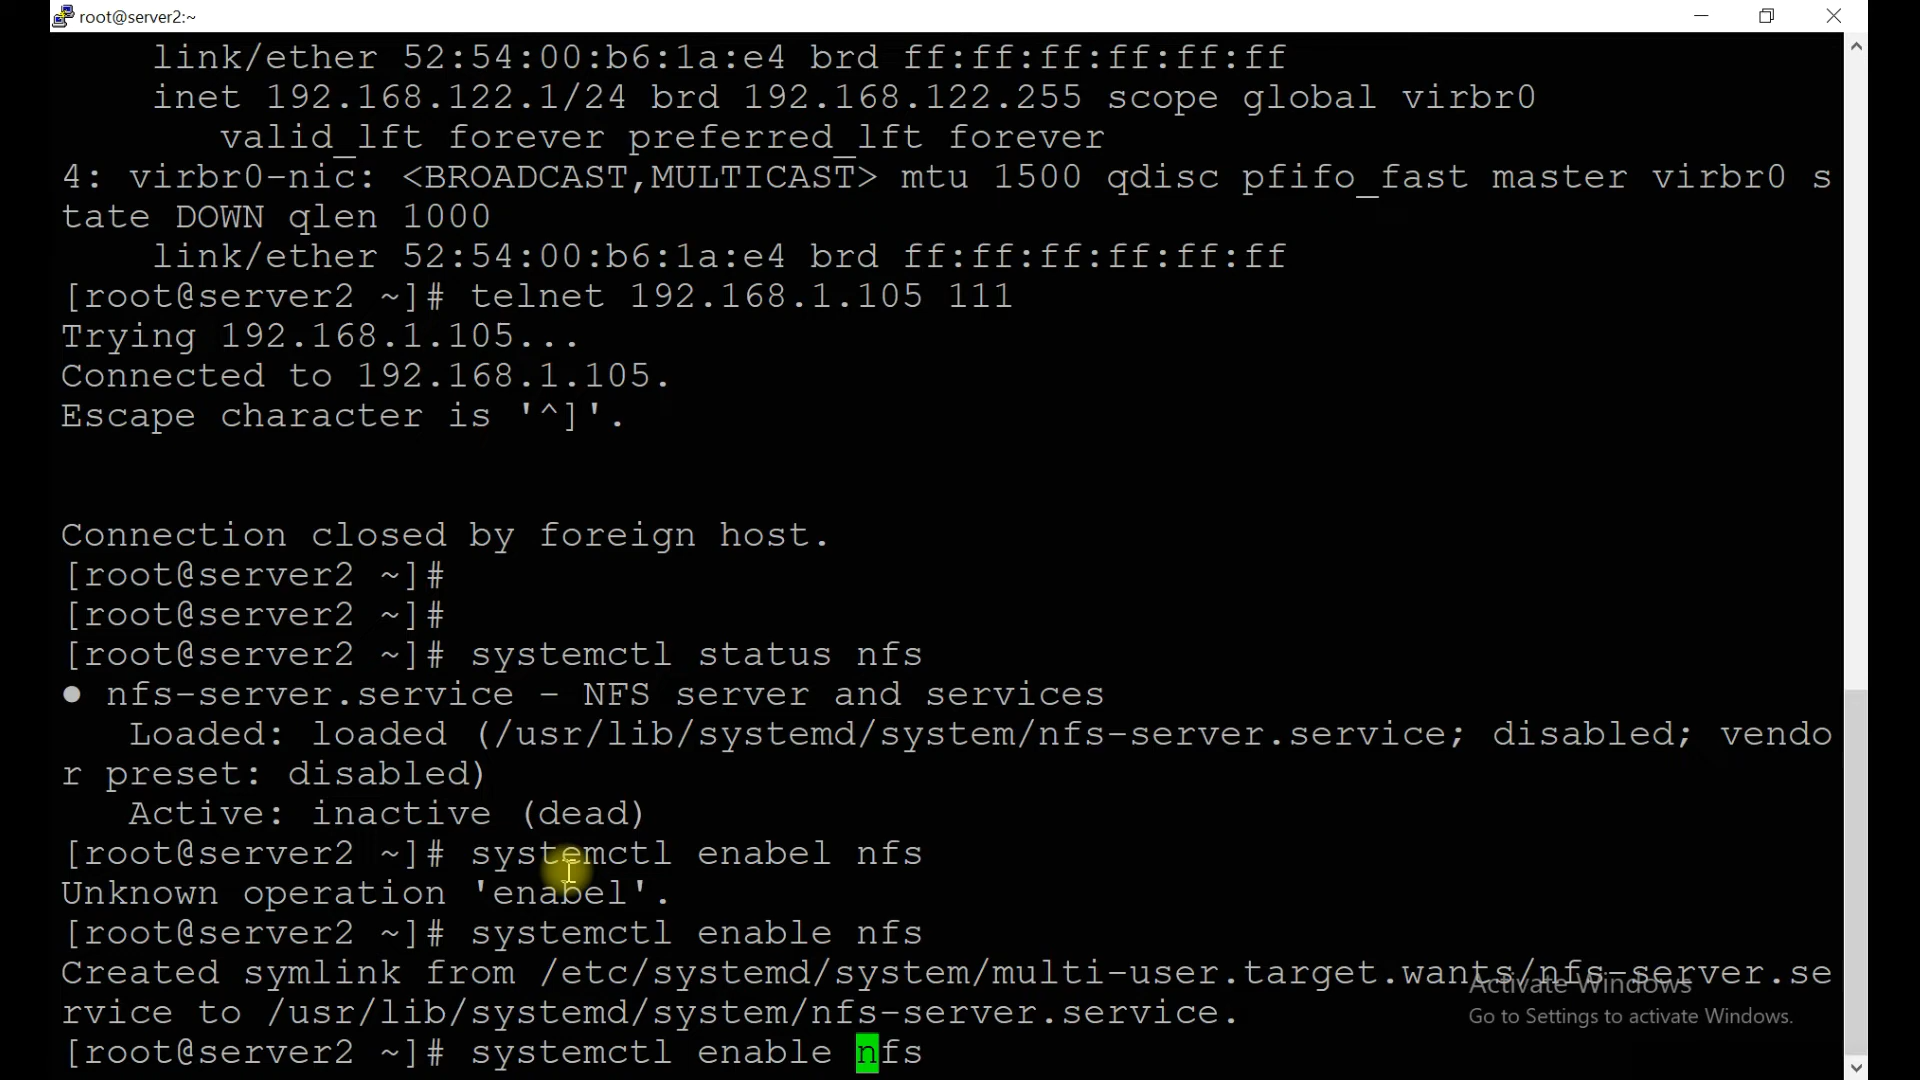 root@server2:~
link/ether 52:54:00:b6:1a:e4 brd ff:ff:ff:ff:ff:ff
inet 192.168.122.1/24 brd 192.168.122.255 scope global virbr0
valid_lft forever preferred_lft forever
4: virbr0-nic: <BROADCAST,MULTICAST> mtu 1500 qdisc pfifo_fast master virbr0 s
tate DOWN qlen 1000
link/ether 52:54:00:b6:1a:e4 brd ff:ff:ff:ff:ff:ff
[root@server2 ~]# telnet 192.168.1.105 111
Trying 192.168.1.105...
Connected to 192.168.1.105.
Escape character is '^]'.
Connection closed by foreign host.
[root@server2 ~]#
[root@server2 ~]#
[root@server2 ~]# systemctl status nfs
● nfs-server.service - NFS server and services
Loaded: loaded (/usr/lib/systemd/system/nfs-server.service; disabled; vendo
r preset: disabled)
Active: inactive (dead)
[root@server2 ~]# systemctl enabel nfs
Unknown operation 'enabel'.
[root@server2 ~]# systemctl enable nfs
Created symlink from /etc/systemd/system/multi-user.target.wants/nfs-server.se
rvice to /usr/lib/systemd/system/nfs-server.service.
[root@server2 ~]# systemctl enable nfs
Activate Windows
Go to Settings to activate Windows.